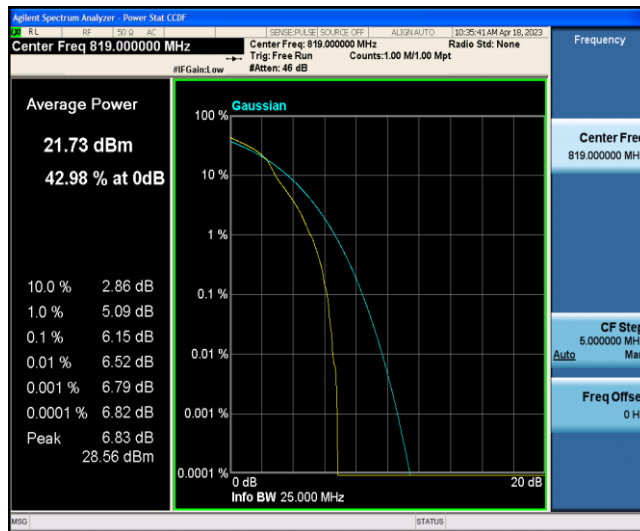 Agilent Spectrum Analyzer - Power Stat CCDF
RL RF 50 Ω AC SENSE:PULSE SOURCE OFF ALIGNAUTO 10:35:41 AM Apr 18, 2023
Center Freq 819.000000 MHz
Center Freq: 819.000000 MHz Radio Std: None
Trig: Free Run Counts:1.00 M/1.00 Mpt
#IFGain:Low #Atten: 46 dB
Frequency
Average Power
21.73 dBm
42.98 % at 0dB
10.0 % 2.86 dB
1.0 % 5.09 dB
0.1 % 6.15 dB
0.01 % 6.52 dB
0.001 % 6.79 dB
0.0001 % 6.82 dB
Peak 6.83 dB
28.56 dBm
Gaussian
100 %
10 %
1 %
0.1 %
0.01 %
0.001 %
0.0001 %
0 dB 20 dB
Info BW 25.000 MHz
Center Fre
819.000000 MH
CF Step
5.000000 MH
Auto Ma
Freq Offse
0 H
MSG STATUS